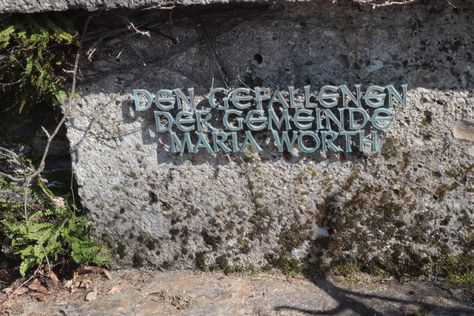 DEN GEFALLENEN
DER GEMEINDE
MARIA WÖRTH